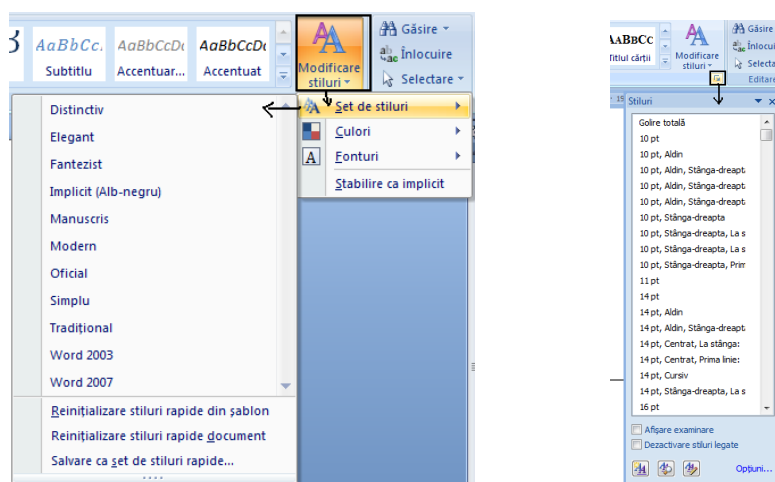 AaBbCc. AaBbCcDc AaBbCcDc
Subtitlu Accentuar... Accentuat
Modificare
stiluri
Găsire
Înlocuire
Selectare
Set de stiluri
Culori
Fonturi
Stabilire ca implicit
Distinctiv
Elegant
Fantezist
Implicit (Alb-negru)
Manuscris
Modern
Oficial
Simplu
Tradițional
Word 2003
Word 2007
Reinițializare stiluri rapide din șablon
Reinițializare stiluri rapide document
Salvare ca set de stiluri rapide...
AABBCC
Titlul cărții
Modificare
stiluri
Găsire
Înlocui
Selecta
Editare
15
Stiluri
Golire totală
10 pt
10 pt, Aldin
10 pt, Aldin, Stânga-dreapta
10 pt, Aldin, Stânga-dreapta
10 pt, Aldin, Stânga-dreapta
10 pt, Stânga-dreapta
10 pt, Stânga-dreapta, La s
10 pt, Stânga-dreapta, La s
10 pt, Stânga-dreapta, Prim
11 pt
14 pt
14 pt, Aldin
14 pt, Aldin, Stânga-dreapta
14 pt, Centrat, La stânga:
14 pt, Centrat, Prima linie:
14 pt, Cursiv
14 pt, Stânga-dreapta, La s
16 pt
Afișare examinare
Dezactivare stiluri legate
Opțiuni...